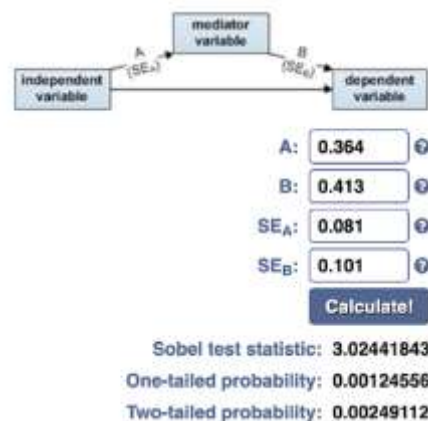 mediator
variable
A
(SEA)
B
(SEB)
independent
variable
dependent
variable
A: 0.364 ?
B: 0.413 ?
SEA: 0.081 ?
SEB: 0.101 ?
Calculate!
Sobel test statistic: 3.02441843
One-tailed probability: 0.00124556
Two-tailed probability: 0.00249112